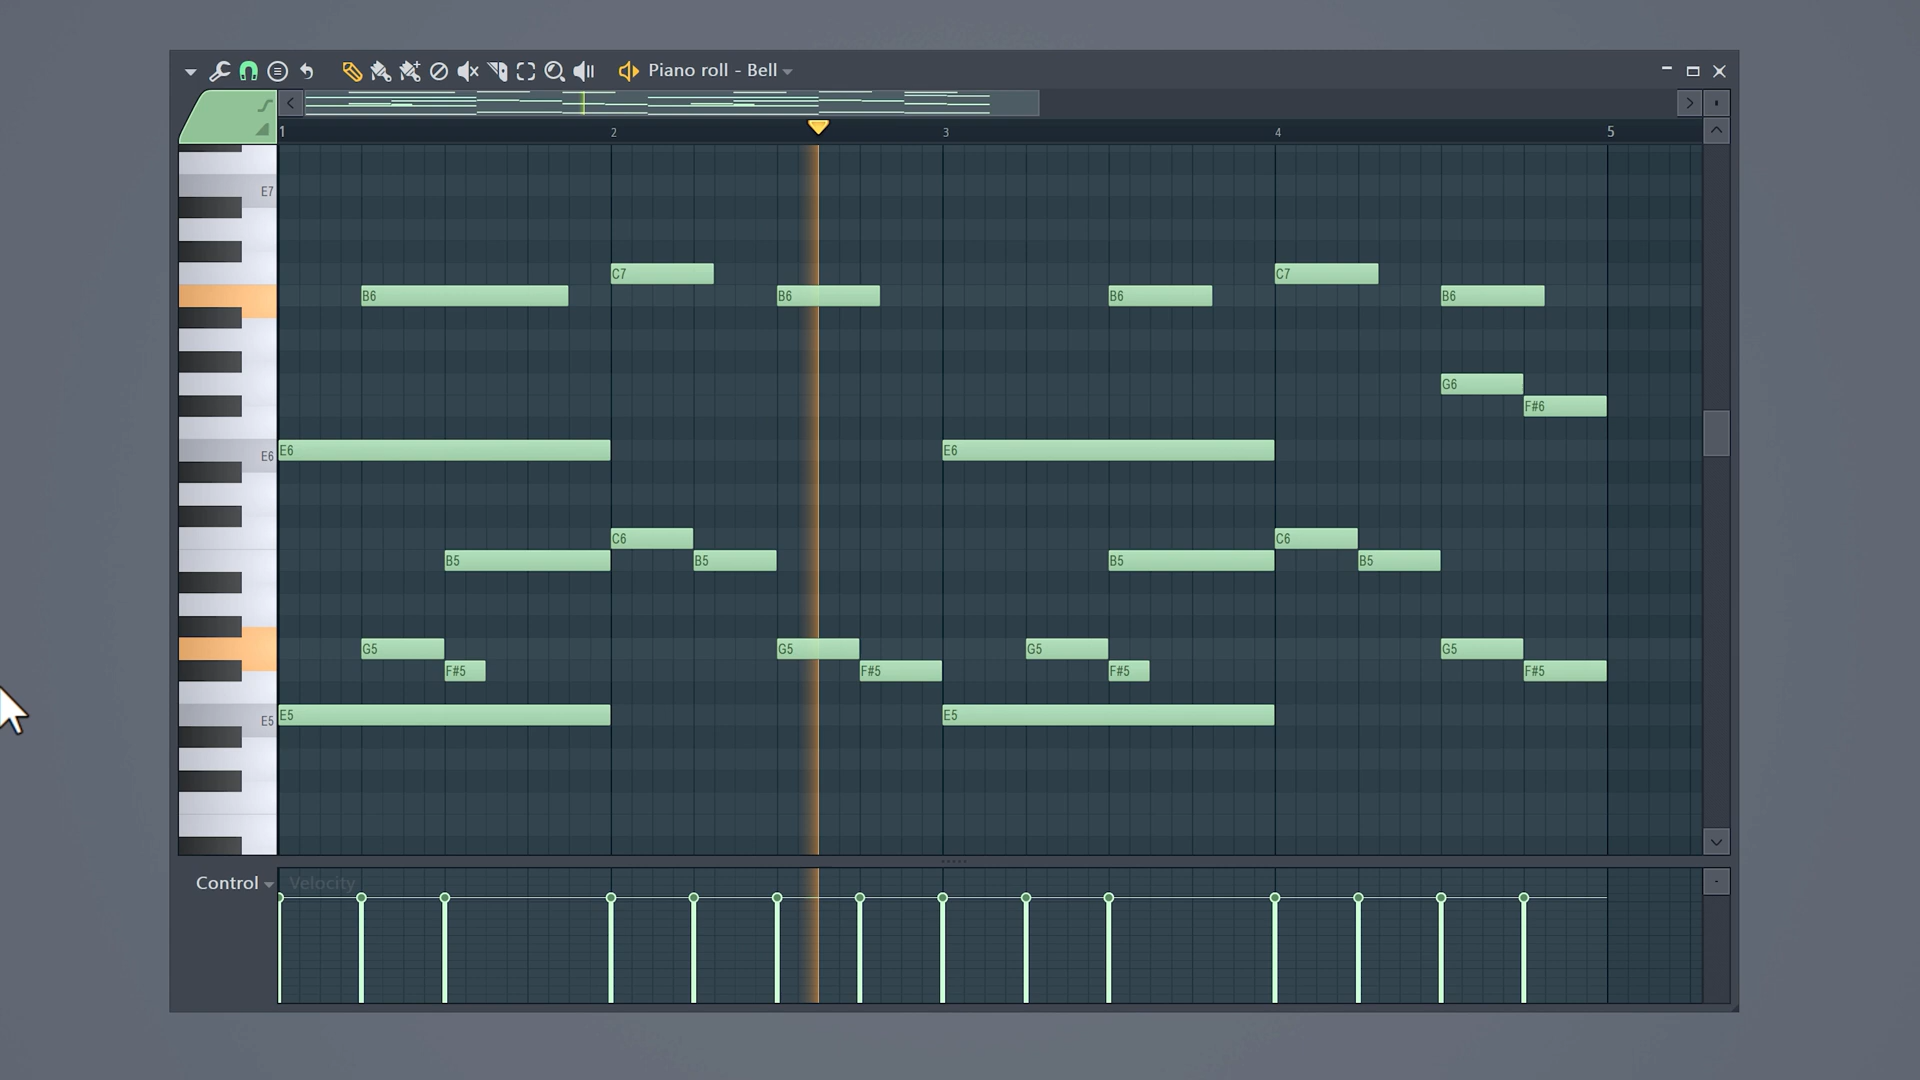 Piano roll - Bell
1 2 3 4 5
E7
C7 C7
B6 B6 B6 B6
G6
F#6
E6 E6 E6
C6 C6
B5 B5 B5 B5
G5 G5 G5 G5
F#5 F#5 F#5 F#5
E5 E5 E5
Control Velocity